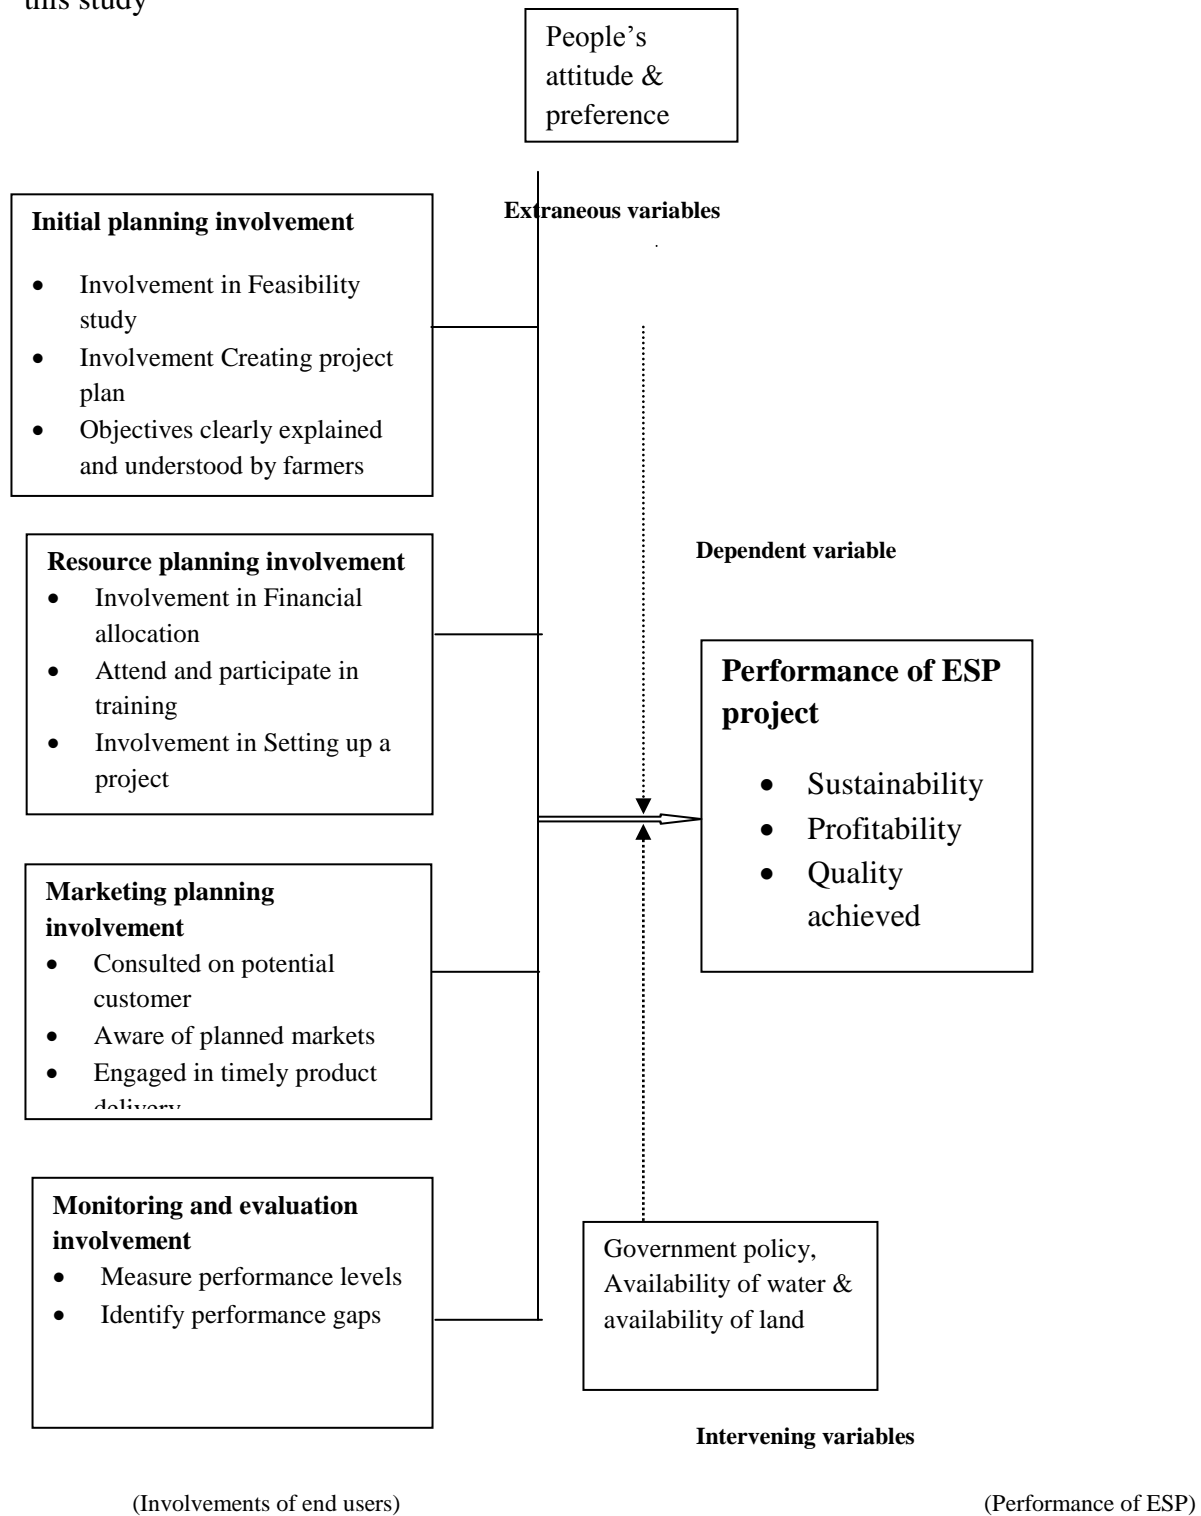 this study
People’s
attitude &
preference
Extraneous variables
Initial planning involvement
• Involvement in Feasibility
study
• Involvement Creating project
plan
• Objectives clearly explained
and understood by farmers
Resource planning involvement
• Involvement in Financial
allocation
• Attend and participate in
training
• Involvement in Setting up a
project
Dependent variable
Performance of ESP
project
• Sustainability
• Profitability
• Quality
achieved
Marketing planning
involvement
• Consulted on potential
customer
• Aware of planned markets
• Engaged in timely product
delivery
Monitoring and evaluation
involvement
• Measure performance levels
• Identify performance gaps
Government policy,
Availability of water &
availability of land
Intervening variables
(Involvements of end users)
(Performance of ESP)